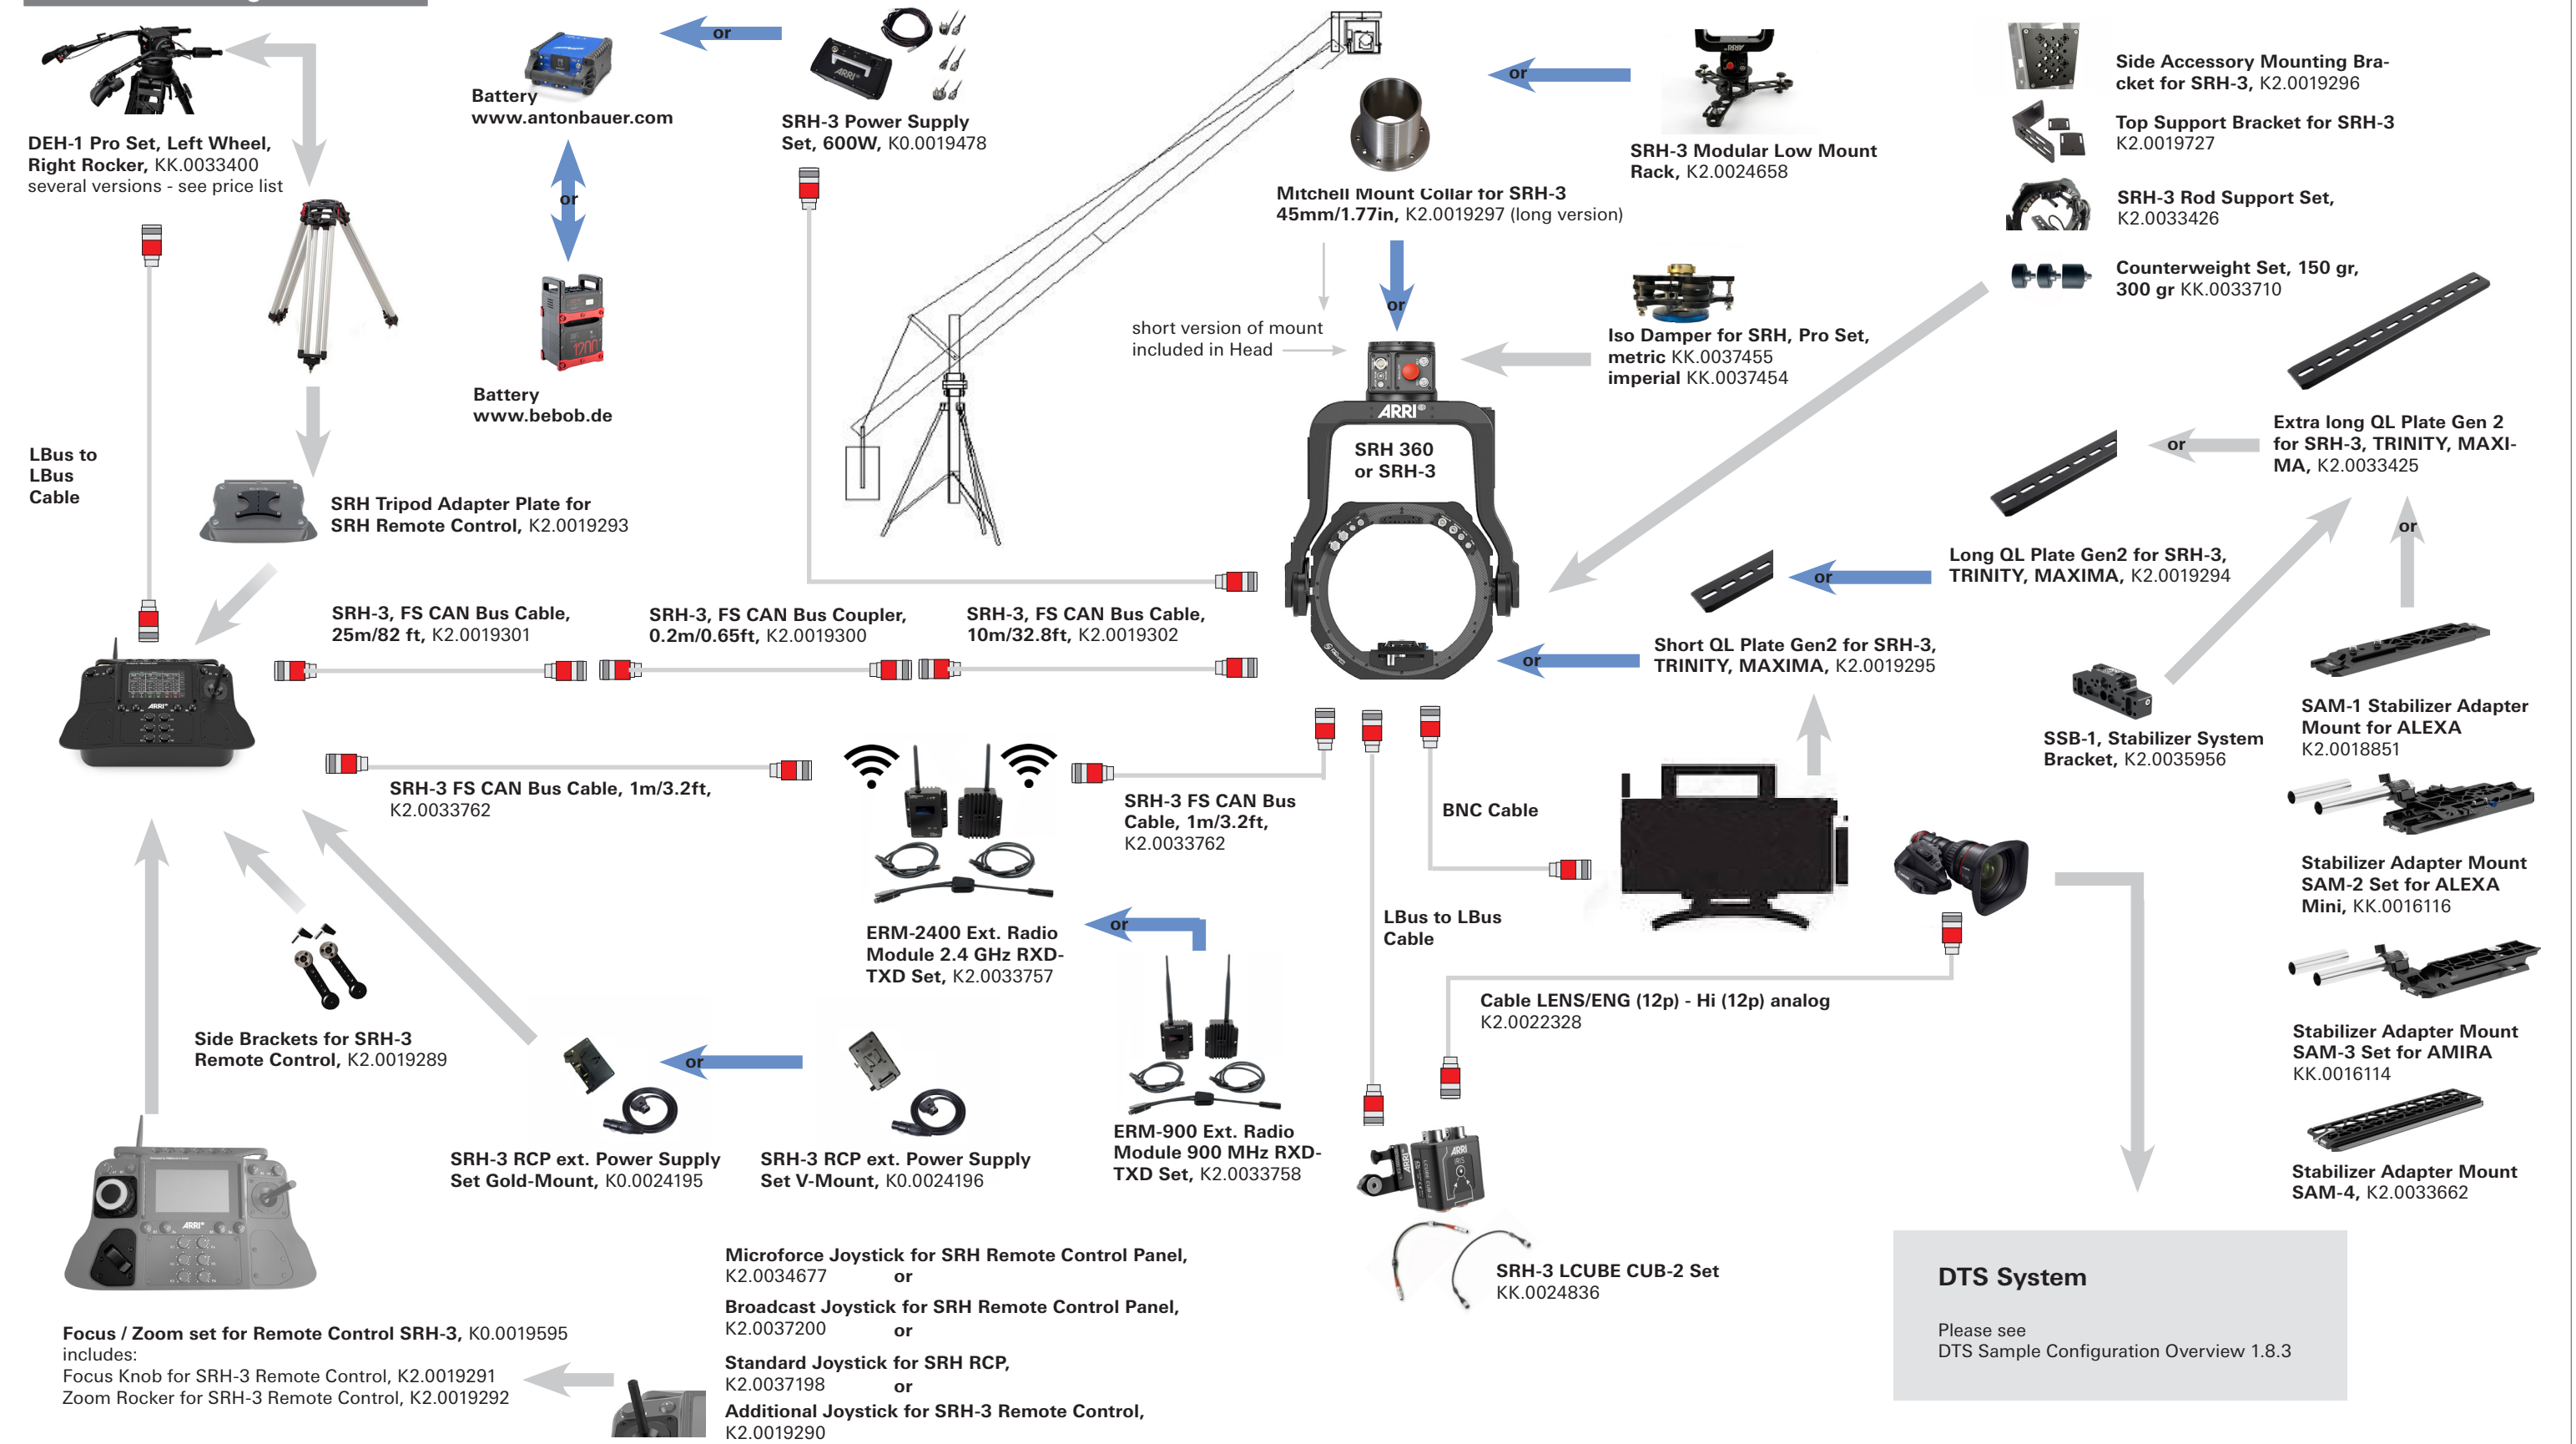 DEH-1 Pro Set, Left Wheel,
Right Rocker, KK.0033400
several versions - see price list
Battery
www.antonbauer.com
or
or
Battery
www.bebob.de
SRH-3 Power Supply
Set, 600W, K0.0019478
ARRI
Mitchell Mount Collar for SRH-3
45mm/1.77in, K2.0019297 (long version)
or
SRH-3 Modular Low Mount
Rack, K2.0024658
or
short version of mount
included in Head
Iso Damper for SRH, Pro Set,
metric KK.0037455
imperial KK.0037454
Side Accessory Mounting Bra-
cket for SRH-3, K2.0019296
Top Support Bracket for SRH-3
K2.0019727
SRH-3 Rod Support Set,
K2.0033426
Counterweight Set, 150 gr,
300 gr KK.0033710
Extra long QL Plate Gen 2
for SRH-3, TRINITY, MAXI-
MA, K2.0033425
or
or
Long QL Plate Gen2 for SRH-3,
TRINITY, MAXIMA, K2.0019294
or
Short QL Plate Gen2 for SRH-3,
TRINITY, MAXIMA, K2.0019295
or
ARRI
SRH 360
or SRH-3
LBus to
LBus
Cable
SRH Tripod Adapter Plate for
SRH Remote Control, K2.0019293
SRH-3, FS CAN Bus Cable,
25m/82 ft, K2.0019301
SRH-3, FS CAN Bus Coupler,
0.2m/0.65ft, K2.0019300
SRH-3, FS CAN Bus Cable,
10m/32.8ft, K2.0019302
ARRI
SRH-3 FS CAN Bus Cable, 1m/3.2ft,
K2.0033762
SRH-3 FS CAN Bus
Cable, 1m/3.2ft,
K2.0033762
BNC Cable
LBus to LBus
Cable
SSB-1, Stabilizer System
Bracket, K2.0035956
SAM-1 Stabilizer Adapter
Mount for ALEXA
K2.0018851
Stabilizer Adapter Mount
SAM-2 Set for ALEXA
Mini, KK.0016116
Stabilizer Adapter Mount
SAM-3 Set for AMIRA
KK.0016114
Stabilizer Adapter Mount
SAM-4, K2.0033662
ERM-2400 Ext. Radio
Module 2.4 GHz RXD-
TXD Set, K2.0033757
or
ERM-900 Ext. Radio
Module 900 MHz RXD-
TXD Set, K2.0033758
Cable LENS/ENG (12p) - Hi (12p) analog
K2.0022328
Side Brackets for SRH-3
Remote Control, K2.0019289
SRH-3 RCP ext. Power Supply
Set Gold-Mount, K0.0024195
or
SRH-3 RCP ext. Power Supply
Set V-Mount, K0.0024196
ARRI
ARRI
IRIS
SRH-3 LCUBE CUB-2 Set
KK.0024836
ARRI
Microforce Joystick for SRH Remote Control Panel,
K2.0034677 or
Broadcast Joystick for SRH Remote Control Panel,
K2.0037200 or
Standard Joystick for SRH RCP,
K2.0037198 or
Additional Joystick for SRH-3 Remote Control,
K2.0019290
Focus / Zoom set for Remote Control SRH-3, K0.0019595
includes:
Focus Knob for SRH-3 Remote Control, K2.0019291
Zoom Rocker for SRH-3 Remote Control, K2.0019292
DTS System
Please see
DTS Sample Configuration Overview 1.8.3